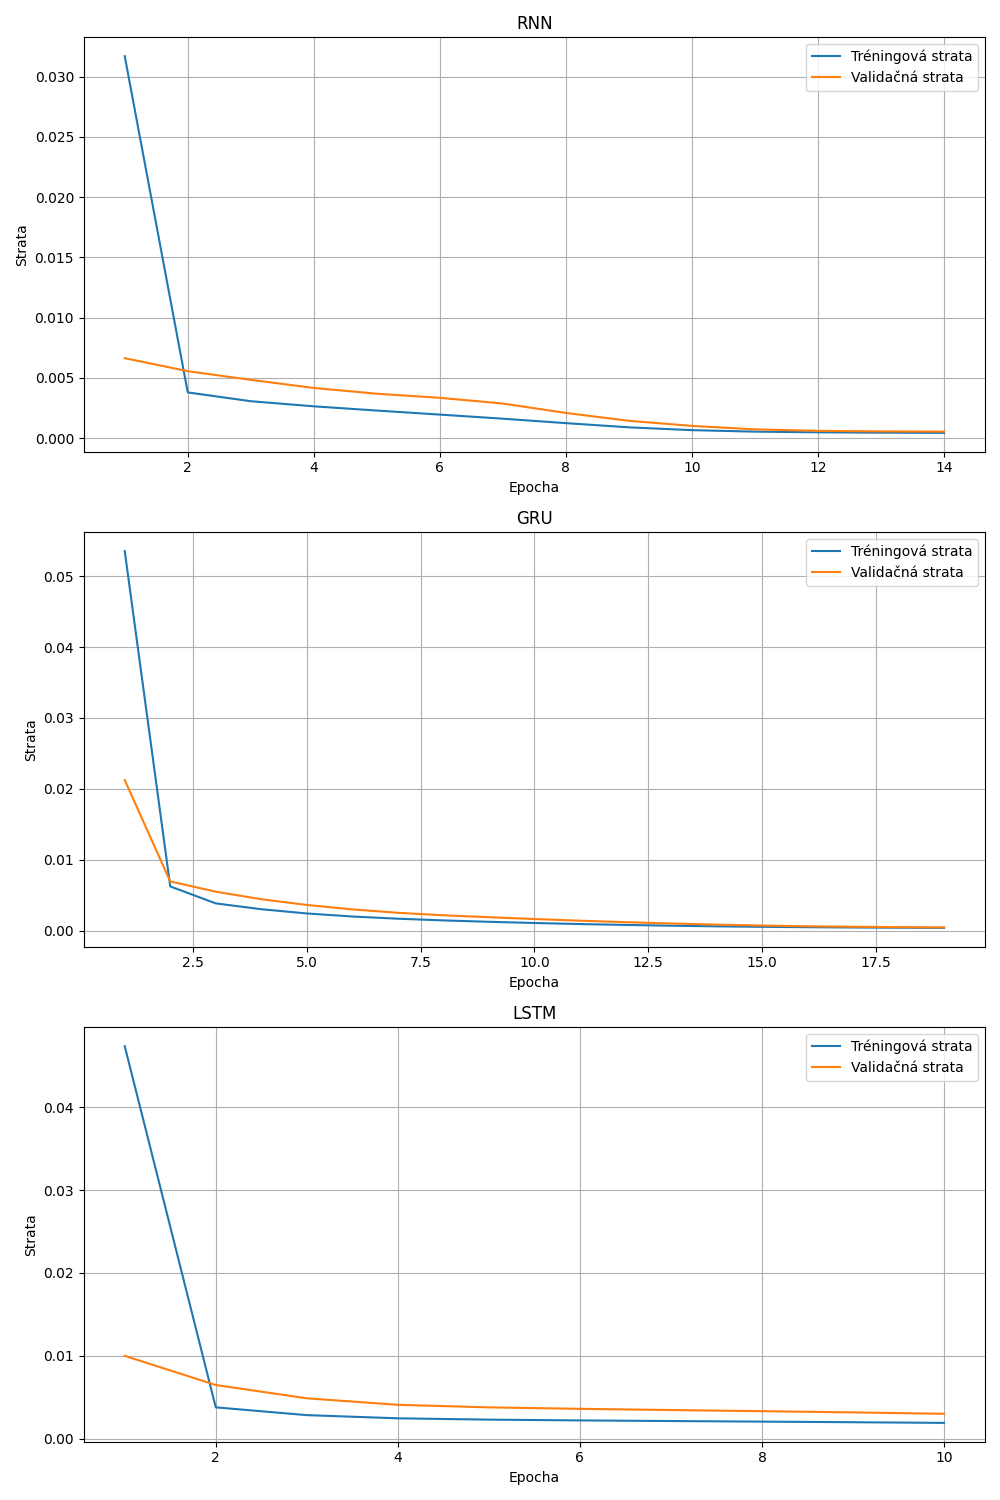 RNN
Tréningová strata
Validačná strata
0.030
0.025
0.020
0.015
0.010
0.005
0.000
Strata
2 4 6 8 10 12 14
Epocha
GRU
Tréningová strata
Validačná strata
0.05
0.04
0.03
0.02
0.01
0.00
Strata
2.5 5.0 7.5 10.0 12.5 15.0 17.5
Epocha
LSTM
Tréningová strata
Validačná strata
0.04
0.03
0.02
0.01
0.00
Strata
2 4 6 8 10
Epocha